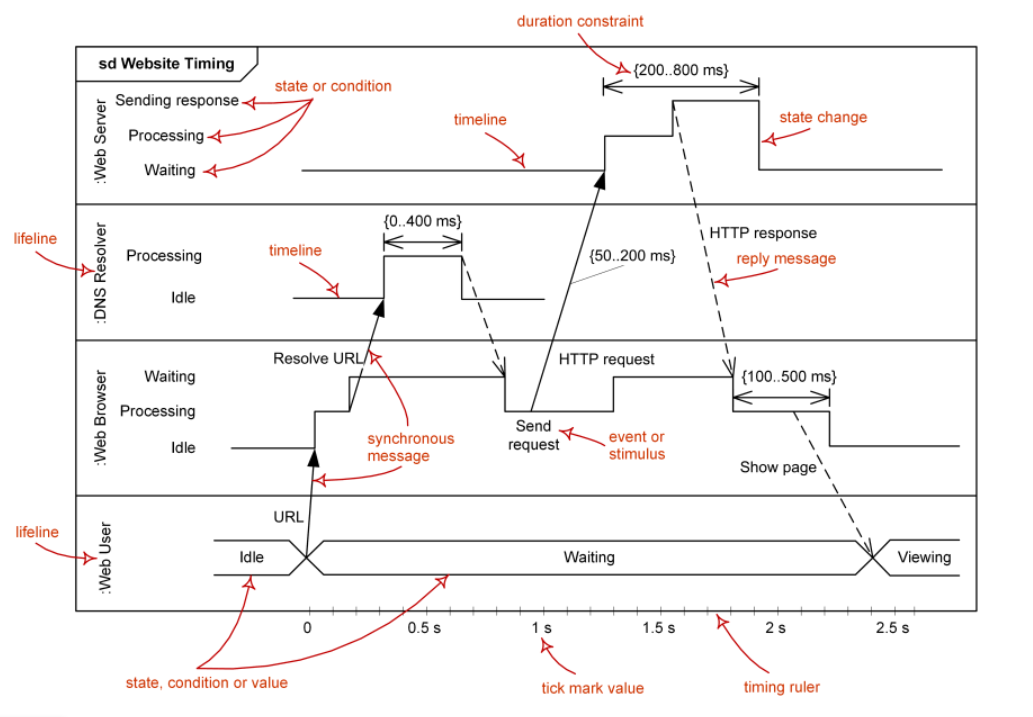 duration constraint
sd Website Timing
{200..800 ms}
state or condition
Sending response
timeline
state change
Processing
Waiting
:Web Server
{0..400 ms}
lifeline
HTTP response
Processing
timeline
{50..200 ms}
reply message
Idle
:DNS Resolver
Resolve URL
HTTP request
Waiting
{100..500 ms}
Processing
Send
request
synchronous
message
event or
stimulus
Idle
:Web Browser
Show page
URL
lifeline
Idle
Waiting
Viewing
:Web User
0
0.5 s
1 s
1.5 s
2 s
2.5 s
state, condition or value
tick mark value
timing ruler